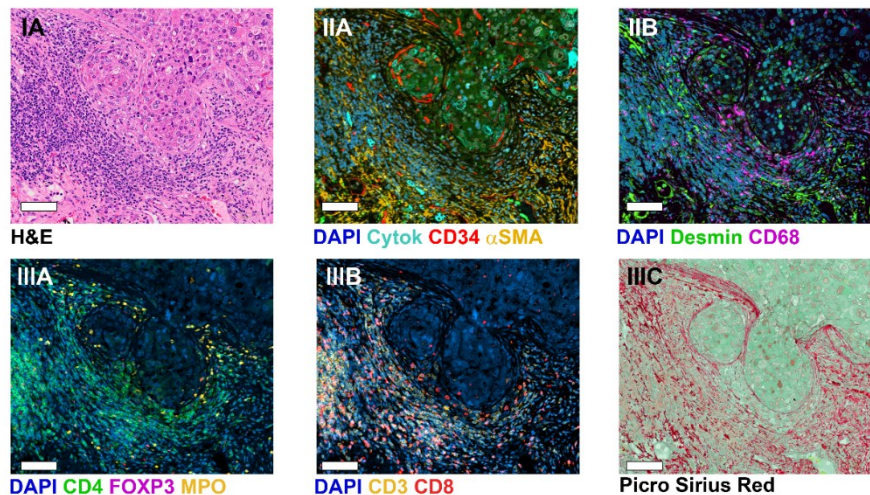 IA
IIA
IIB
H&E
DAPI Cytok CD34 αSMA
DAPI Desmin CD68
IIIA
IIIB
IIIC
DAPI CD4 FOXP3 MPO
DAPI CD3 CD8
Picro Sirius Red